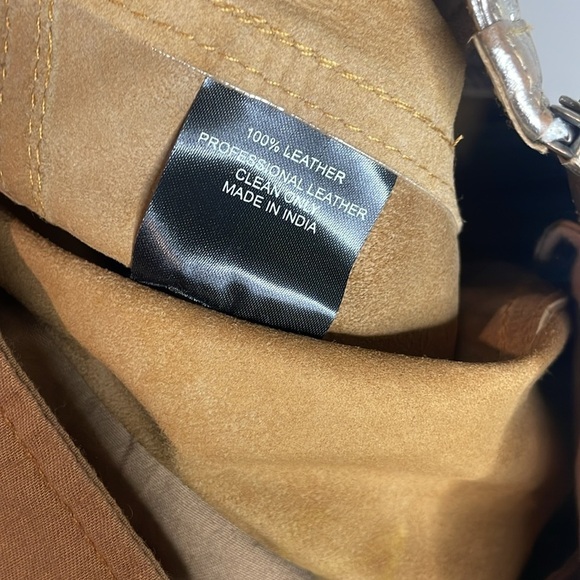 100% LEATHER
PROFESSIONAL LEATHER
CLEAN ONLY
MADE IN INDIA